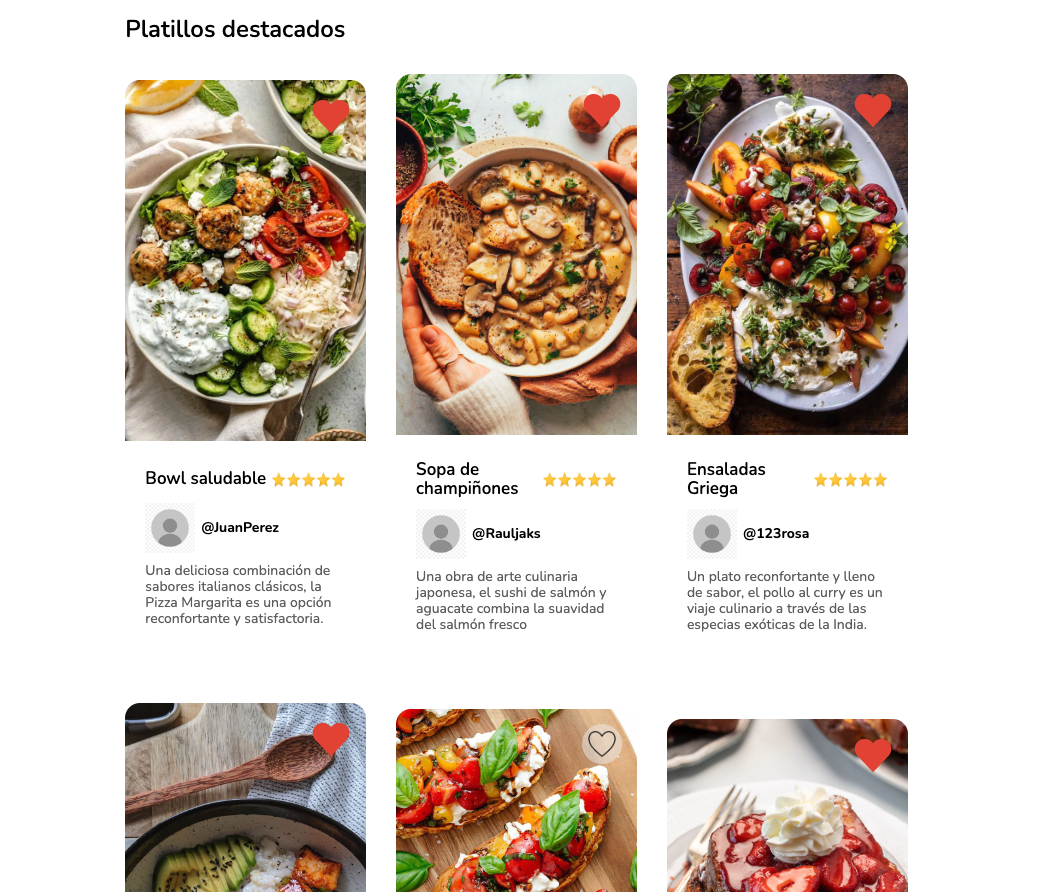 Platillos destacados
Bowl saludable ⭐⭐⭐⭐⭐
@JuanPerez
Una deliciosa combinación de
sabores italianos clásicos, la
Pizza Margarita es una opción
reconfortante y satisfactoria.
Sopa de
champiñones ⭐⭐⭐⭐⭐
@Rauljaks
Una obra de arte culinaria
japonesa, el sushi de salmón y
aguacate combina la suavidad
del salmón fresco
Ensaladas
Griega ⭐⭐⭐⭐⭐
@123rosa
Un plato reconfortante y lleno
de sabor, el pollo al curry es un
viaje culinario a través de las
especias exóticas de la India.